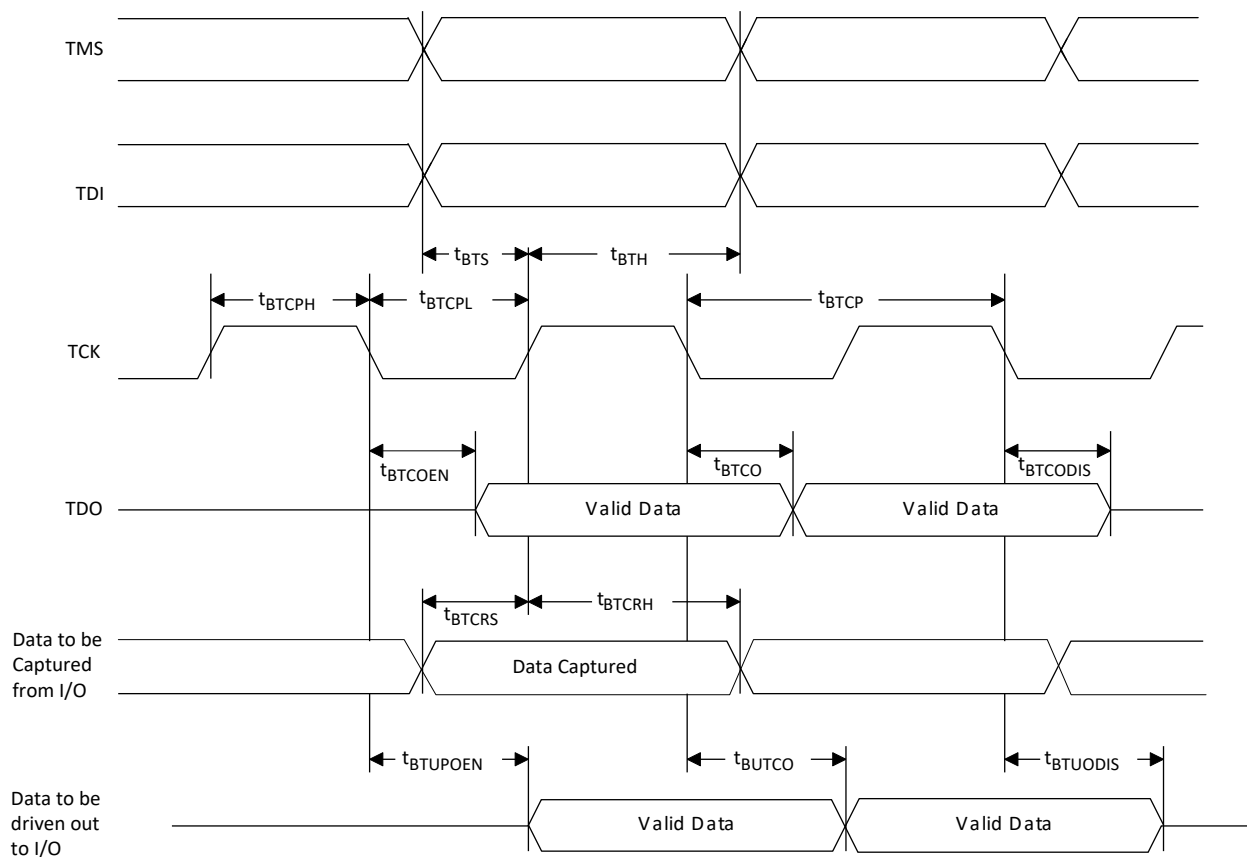 TMS
TDI
tBTS
tBTH
tBTCPH
tBTCPL
tBTCP
TCK
tBTCOEN
tBTCO
tBTCODIS
TDO
Valid Data
Valid Data
tBTCRS
tBTCRH
Data to be
Captured
from I/O
Data Captured
tBTUPOEN
tBUTCO
tBTUODIS
Data to be
driven out
to I/O
Valid Data
Valid Data